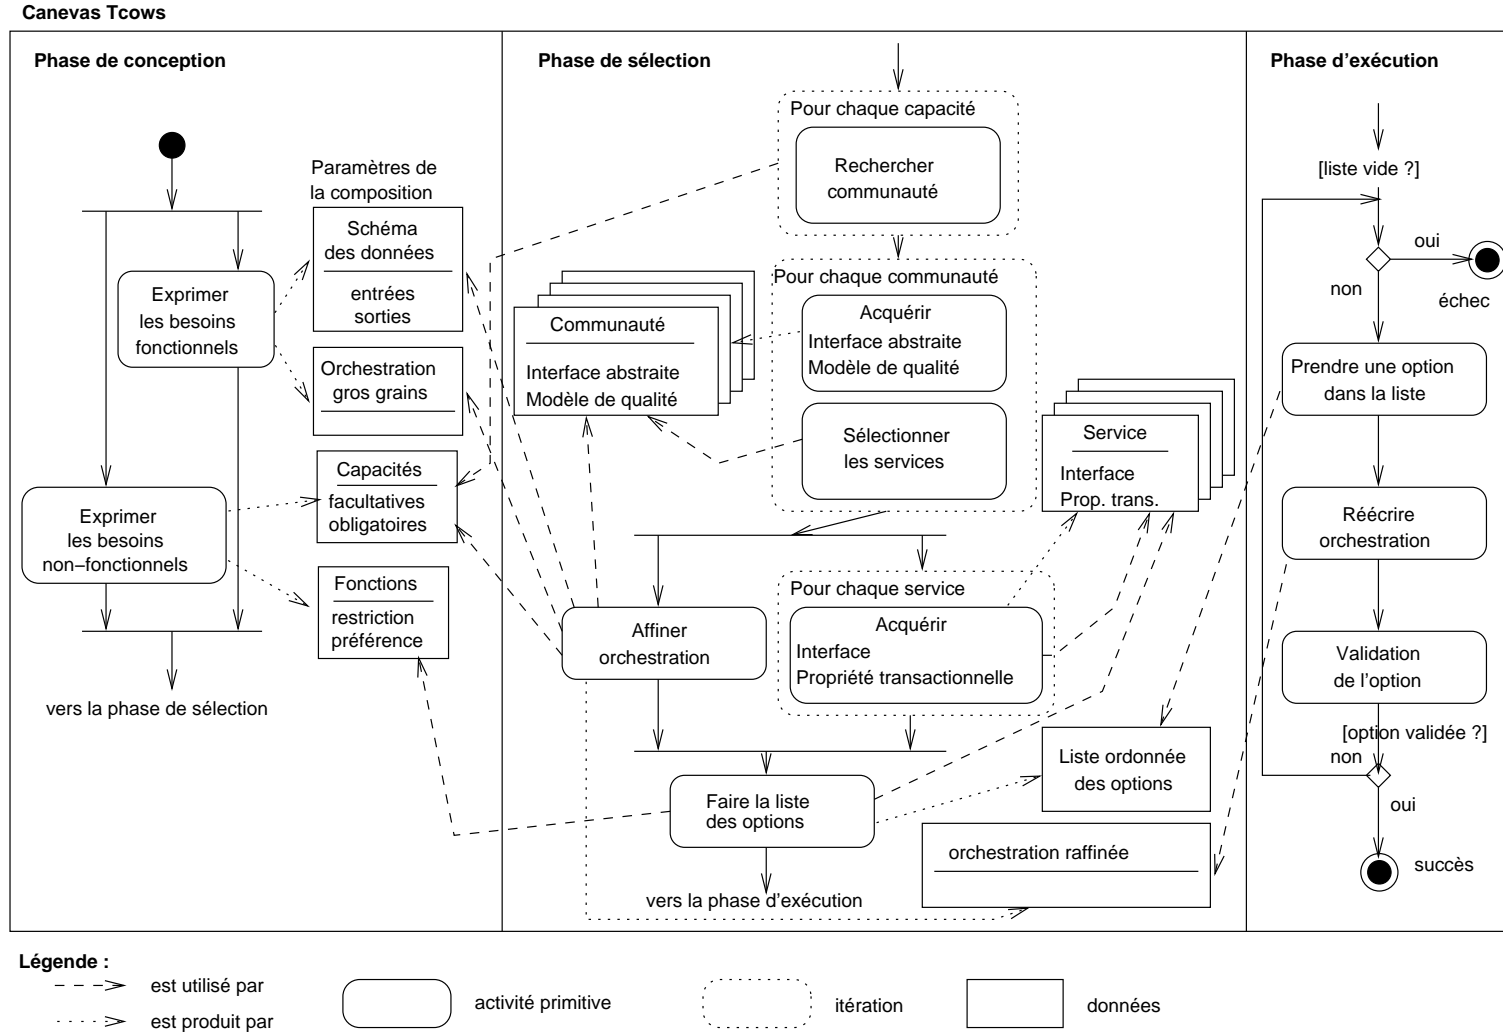 Canevas Tcows
Phase de conception
Paramètres de
la composition
Schéma
des données
entrées
sorties
Exprimer
les besoins
fonctionnels
Orchestration
gros grains
Capacités
facultatives
obligatoires
Exprimer
les besoins
non−fonctionnels
Fonctions
restriction
préférence
vers la phase de sélection
Phase de sélection
Pour chaque capacité
Rechercher
communauté
Pour chaque communauté
Acquérir
Interface abstraite
Modèle de qualité
Communauté
Interface abstraite
Modèle de qualité
Sélectionner
les services
Service
Interface
Prop. trans.
Pour chaque service
Affiner
orchestration
Acquérir
Interface
Propriété transactionnelle
Faire la liste
des options
Liste ordonnée
des options
orchestration raffinée
vers la phase d'exécution
Phase d'exécution
[liste vide ?]
oui
non
échec
Prendre une option
dans la liste
Réécrire
orchestration
Validation
de l'option
[option validée ?]
non
oui
succès
Légende :
est utilisé par
est produit par
activité primitive
itération
données